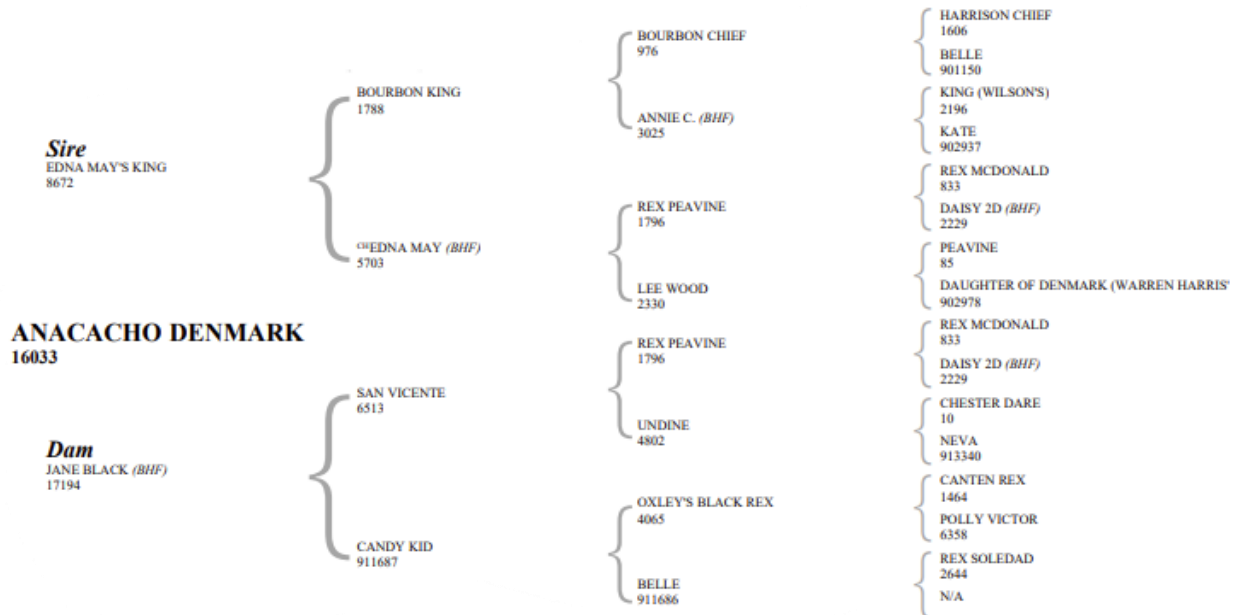 Sire
EDNA MAY'S KING
8672
ANACACHO DENMARK
16033
Dam
JANE BLACK (BHF)
17194
BOURBON KING
1788
CHEDNA MAY (BHF)
5703
SAN VICENTE
6513
CANDY KID
911687
BOURBON CHIEF
976
ANNIE C. (BHF)
3025
REX PEAVINE
1796
LEE WOOD
2330
REX PEAVINE
1796
UNDINE
4802
OXLEY'S BLACK REX
4065
BELLE
911686
HARRISON CHIEF
1606
BELLE
901150
KING (WILSON'S)
2196
KATE
902937
REX MCDONALD
833
DAISY 2D (BHF)
2229
PEAVINE
85
DAUGHTER OF DENMARK (WARREN HARRIS'
902978
REX MCDONALD
833
DAISY 2D (BHF)
2229
CHESTER DARE
10
NEVA
913340
CANTEN REX
1464
POLLY VICTOR
6358
REX SOLEDAD
2644
N/A